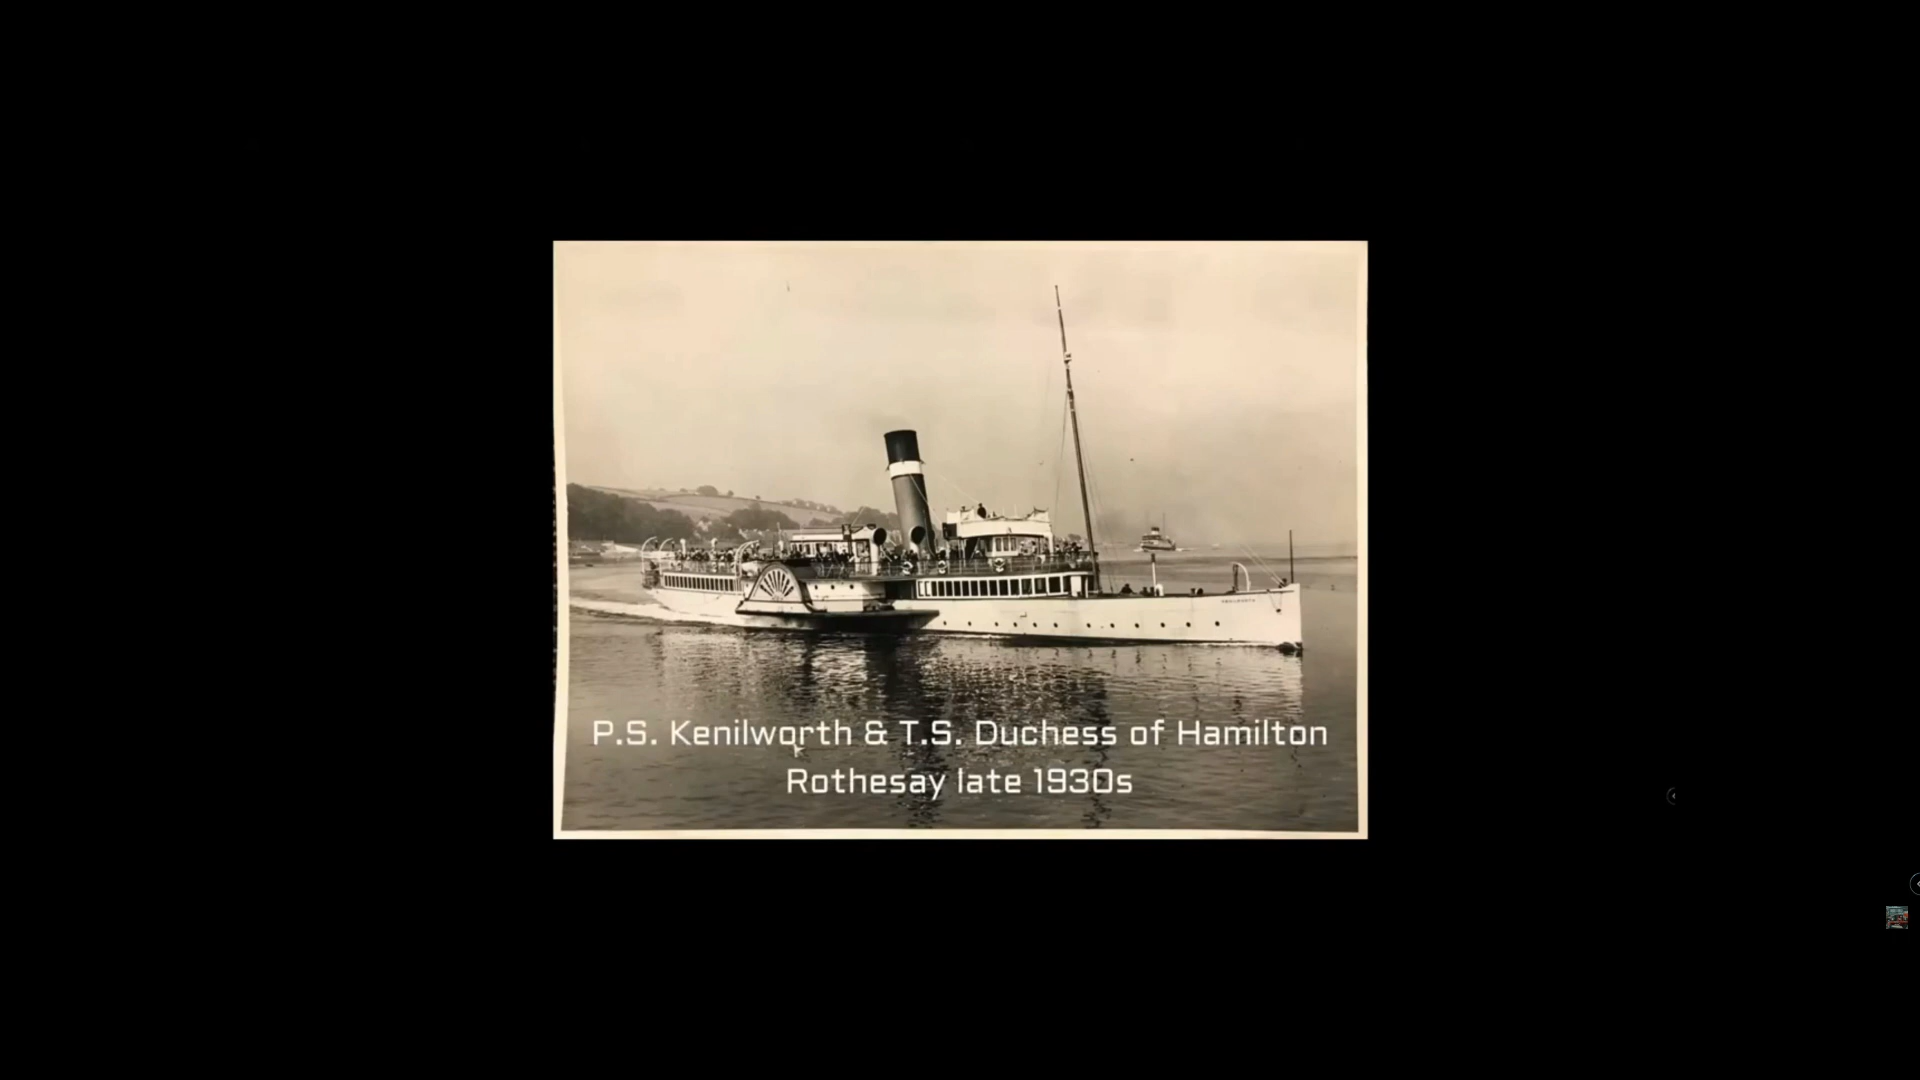 P.S. Kenilworth & T.S. Duchess of Hamilton
Rothesay late 1930s